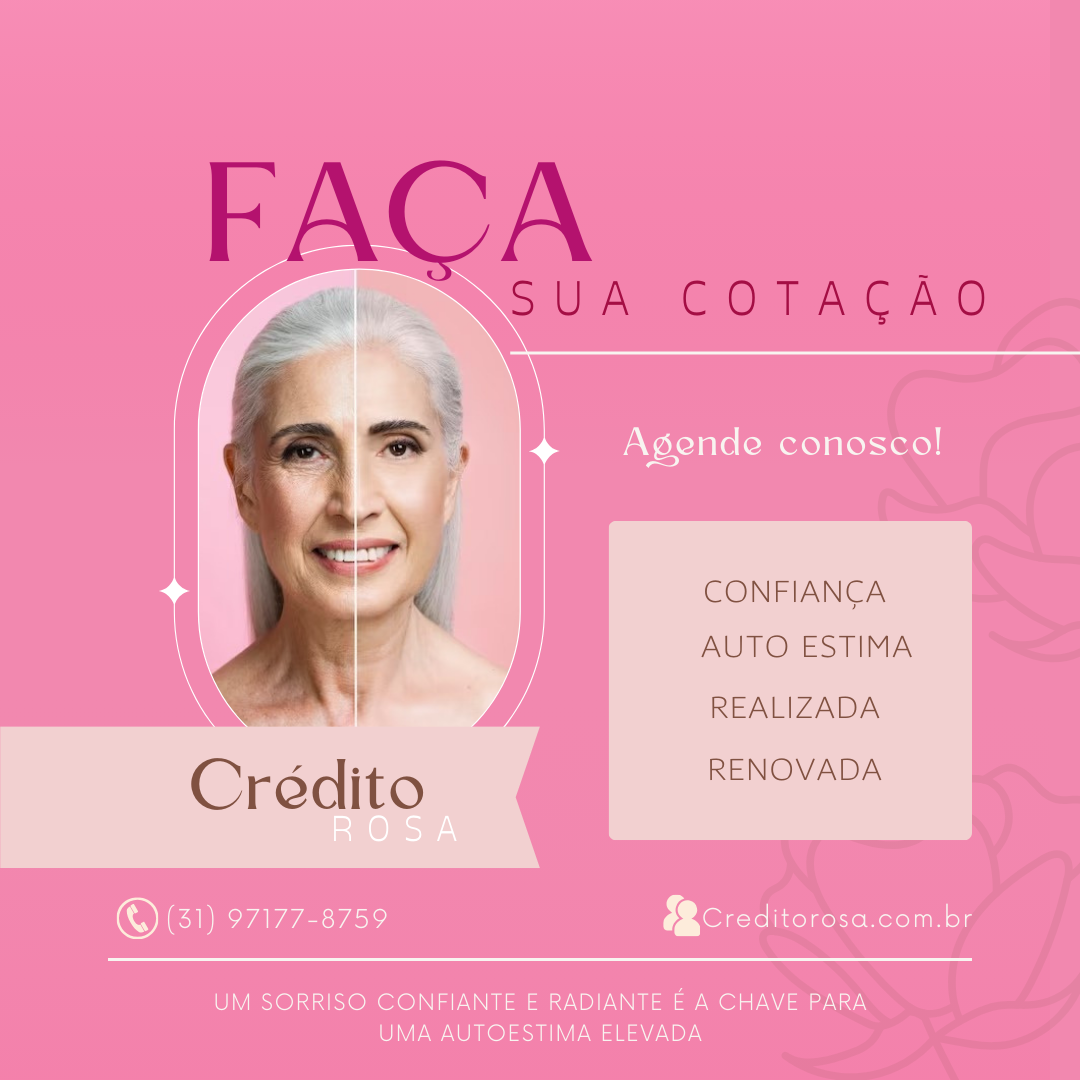 FAÇA
SUA COTAÇÃO
Agende conosco!
CONFIANÇA
AUTO ESTIMA
REALIZADA
RENOVADA
Crédito
ROSA
(31) 97177-8759
Creditorosa.com.br
UM SORRISO CONFIANTE E RADIANTE É A CHAVE PARA
UMA AUTOESTIMA ELEVADA